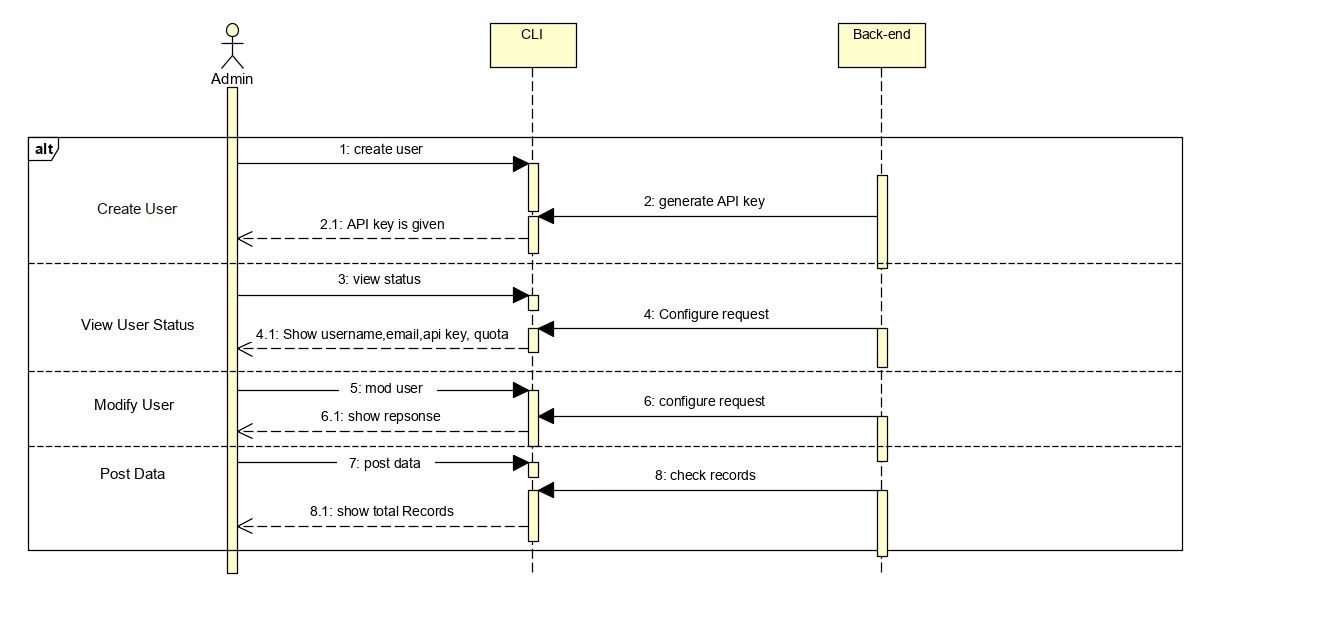 CLI
Back-end
Admin
alt
1: create user
2: generate API key
Create User
2.1: API key is given
3: view status
4: Configure request
View User Status
4.1: Show username,email,api key, quota
5: mod user
6: configure request
Modify User
6.1: show repsonse
7: post data
Post Data
8: check records
8.1: show total Records